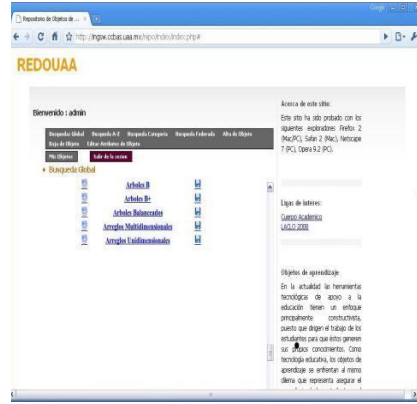 Repositorio de Objetos de ...
Google
http://ingsw.ccbas.uaa.mx/repo/index/index.php#
REDOUAA
Bienvenido : admin
Busqueda Global Busqueda A-Z Busqueda Categoria Busqueda Federada Alta de Objeto
Baja de Objeto Editar Atributos de Objeto
Mis Objetos Salir de la sesion
Busqueda Global
Arboles B
Arboles B+
Arboles Balanceados
Arreglos Multidimensionales
Arreglos Unidimensionales
Acerca de este sitio:
Este sito ha sido probado con los
siguientes exploradores Firefox 2
(Mac/PC), Safari 2 (Mac), Netscape
7 (PC), Opera 9.2 (PC).
Ligas de interes:
Cuerpo Academico
LACLO 2008
Objetos de aprendizaje
En la actualidad las herramientas
tecnológicas de apoyo a la
educación tienen un enfoque
principalmente constructivista,
puesto que dirigen el trabajo de los
estudiantes para que éstos generen
sus propios conocimientos. Como
tecnología educativa, los objetos de
aprendizaje se enfrentan al mismo
dilema que representa asegurar el